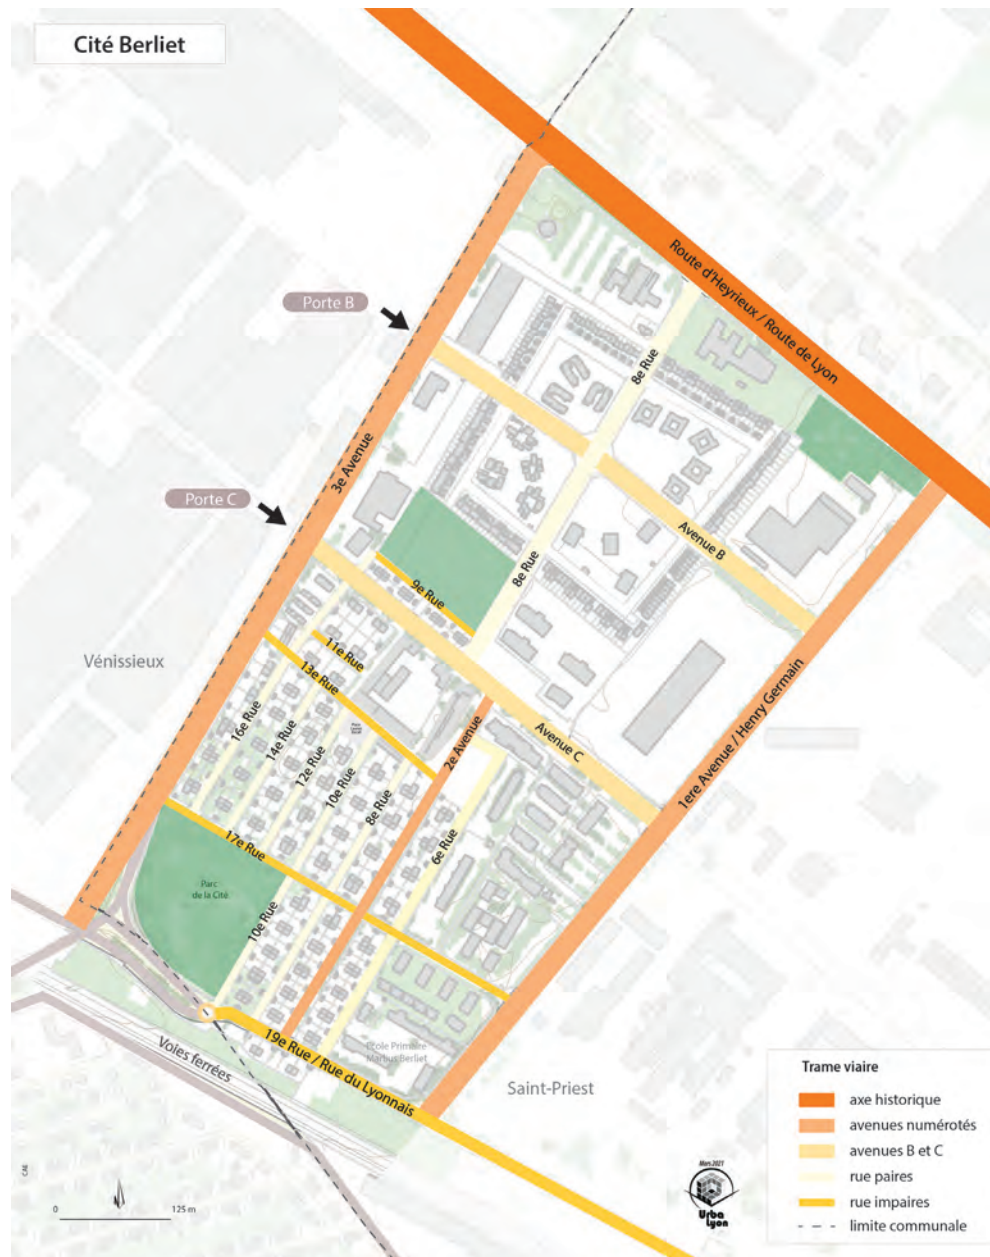 Cité Berliet
Route d'Heyrieux / Route de Lyon
Porte B
8e Rue
3e Avenue
Porte C
Avenue B
8e Rue
9e Rue
11e Rue
13e Rue
Vénissieux
1ere Avenue / Henry Germain
16e Rue
14e Rue
12e Rue
10e Rue
8e Rue
2e Avenue
Avenue C
6e Rue
17e Rue
Parc
de la Cité
10e Rue
19e Rue / Rue du Lyonnais
Ecole Primaire
Marius Berliet
Voies ferrées
Saint-Priest
Trame viaire
axe historique
avenues numérotés
avenues B et C
rue paires
rue impaires
limite communale
Mars 2021
Urba
Lyon
0
125 m